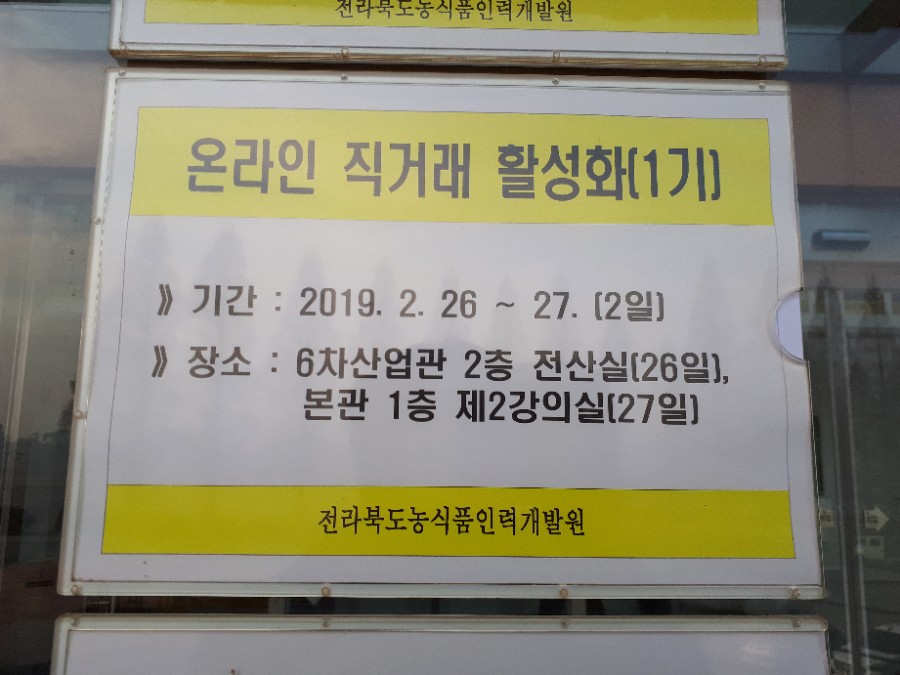 전라북도농식품인력개발원
온라인 직거래 활성화(1기)
》 기간 : 2019. 2. 26 ~ 27. (2일)
》 장소 : 6차산업관 2층 전산실(26일),
본관 1층 제2강의실(27일)
전라북도농식품인력개발원